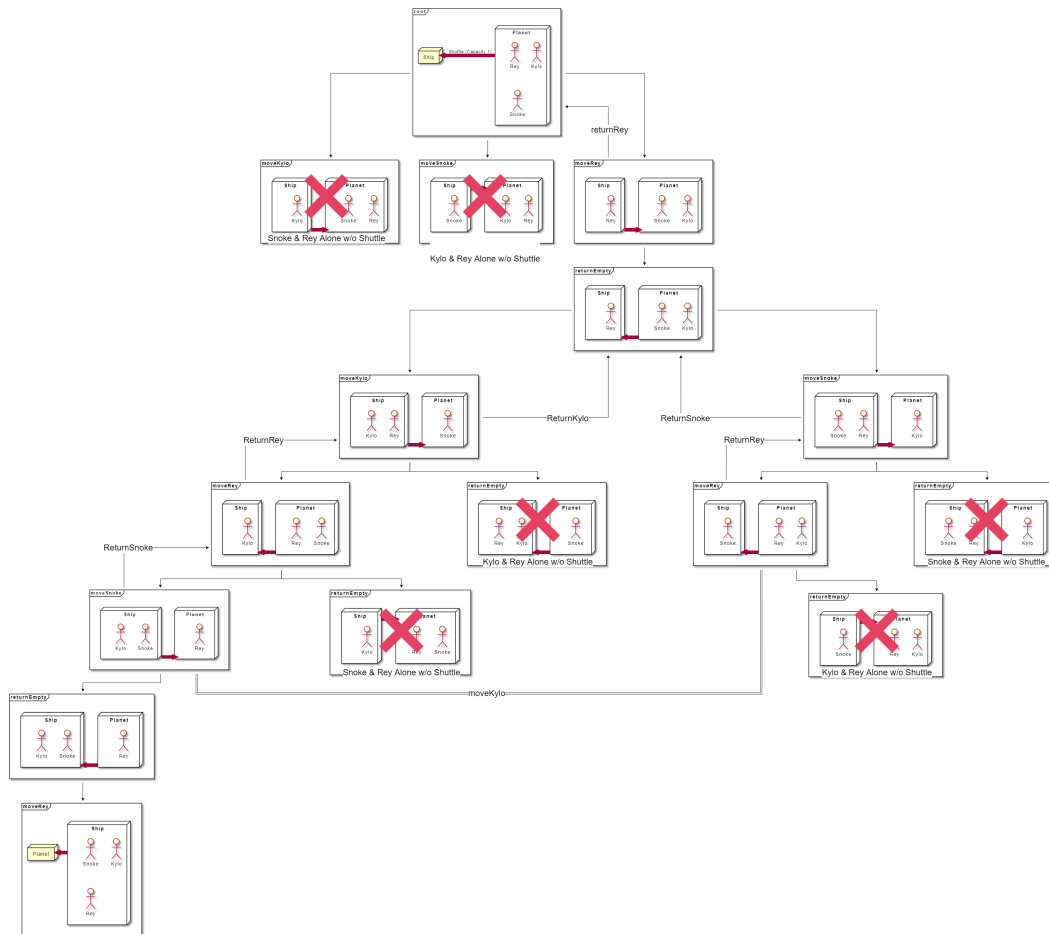 root
Planet
Shuttle (Capacity 1)
Ship
Rey Kylo
Snoke
returnRey
moveKylo
Ship Planet
Kylo Snoke Rey
Snoke & Rey Alone w/o Shuttle
moveSnoke
Ship Planet
Snoke Kylo Rey
Kylo & Rey Alone w/o Shuttle
moveRey
Ship Planet
Rey Snoke Kylo
returnEmpty
Ship Planet
Rey Snoke Kylo
moveKylo
Ship Planet
Kylo Rey Snoke
ReturnKylo
ReturnSnoke
moveSnoke
Ship Planet
Snoke Rey Kylo
ReturnRey
ReturnRey
moveRey
Ship Planet
Kylo Rey Snoke
returnEmpty
Ship Planet
Rey Kylo Snoke
Kylo & Rey Alone w/o Shuttle
moveRey
Ship Planet
Snoke Rey Kylo
returnEmpty
Ship Planet
Snoke Rey Kylo
Snoke & Rey Alone w/o Shuttle
ReturnSnoke
moveSnoke
Ship Planet
Kylo Snoke Rey
returnEmpty
Ship Planet
Kylo Rey Snoke
Snoke & Rey Alone w/o Shuttle
returnEmpty
Ship Planet
Snoke Rey Kylo
Kylo & Rey Alone w/o Shuttle
moveKylo
returnEmpty
Ship Planet
Kylo Snoke Rey
moveRey
Ship
Planet
Snoke Kylo
Rey